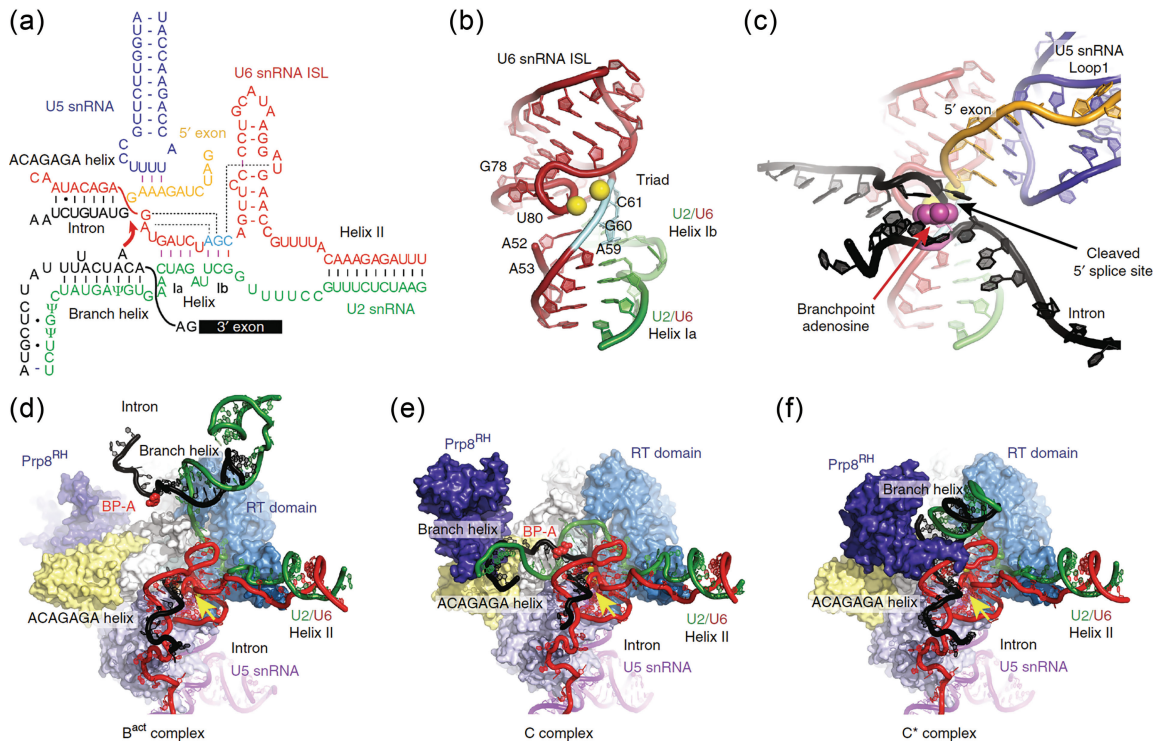 (a)
U5 snRNA
5′ exon
U6 snRNA ISL
ACAGAGA helix
Intron
Helix II
Ia
Ib
Helix
Branch helix
U2 snRNA
CAAAGAGAUUU
GUUUCUCUAAG
AG
3′ exon
(b)
U6 snRNA ISL
G78
Triad
U80
C61
U2/U6
Helix Ib
G60
A52
A59
A53
U2/U6
Helix Ia
(c)
U5 snRNA
Loop1
5′ exon
Cleaved
5′ splice site
Branchpoint
adenosine
Intron
(d)
Intron
Branch helix
Prp8RH
BP-A
RT domain
ACAGAGA helix
U2/U6
Helix II
Intron
U5 snRNA
Bact complex
(e)
RT domain
Branch helix
BP-A
ACAGAGA helix
U2/U6
Helix II
Intron
U5 snRNA
C complex
(f)
Prp8RH
RT domain
Branch helix
ACAGAGA helix
U2/U6
Helix II
Intron
U5 snRNA
C* complex